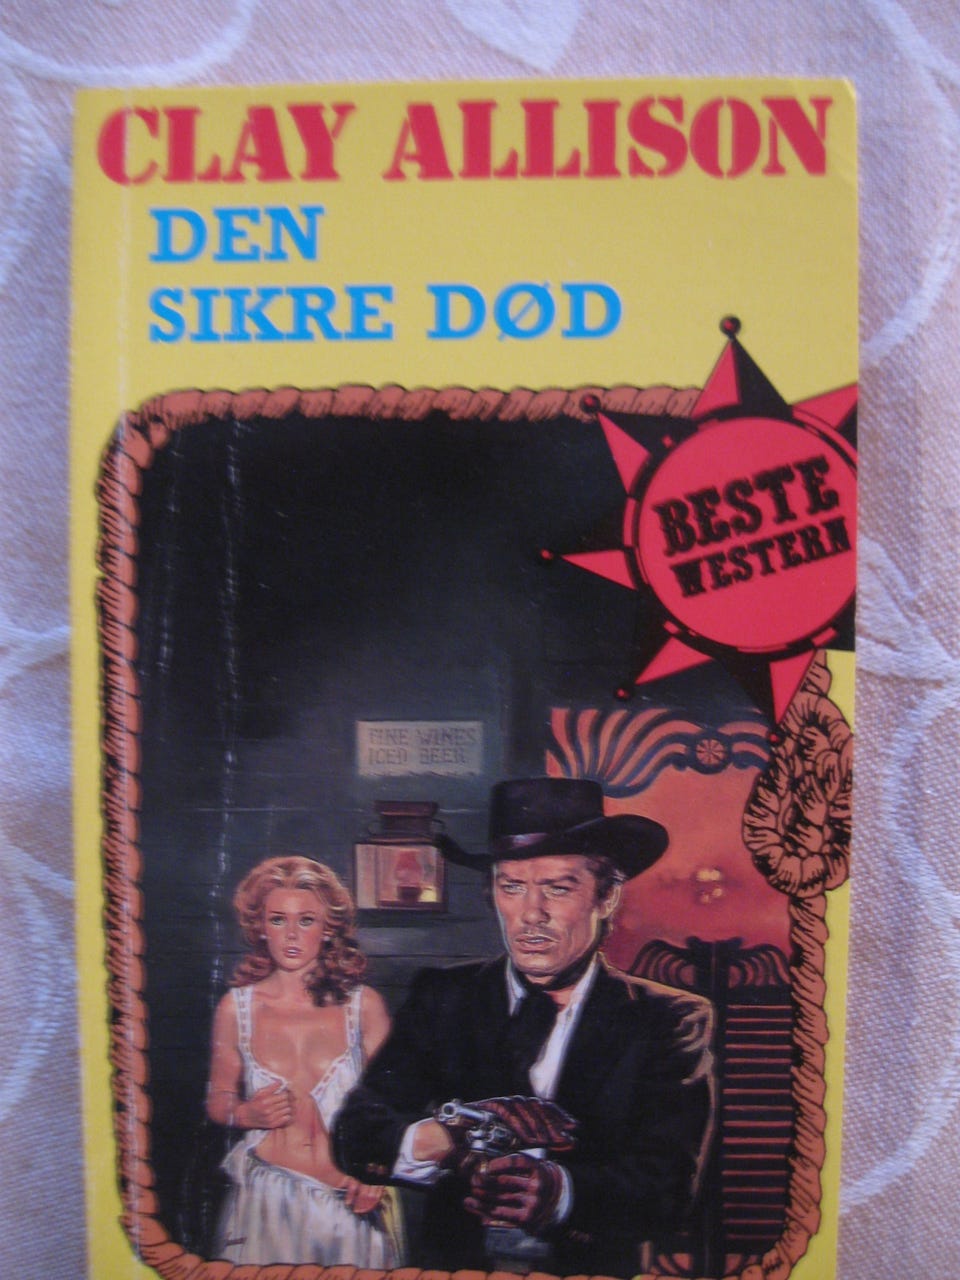 CLAY ALLISON
DEN
SIKRE DØD
BESTE
WESTERN
FINE WINES
ICED BEER